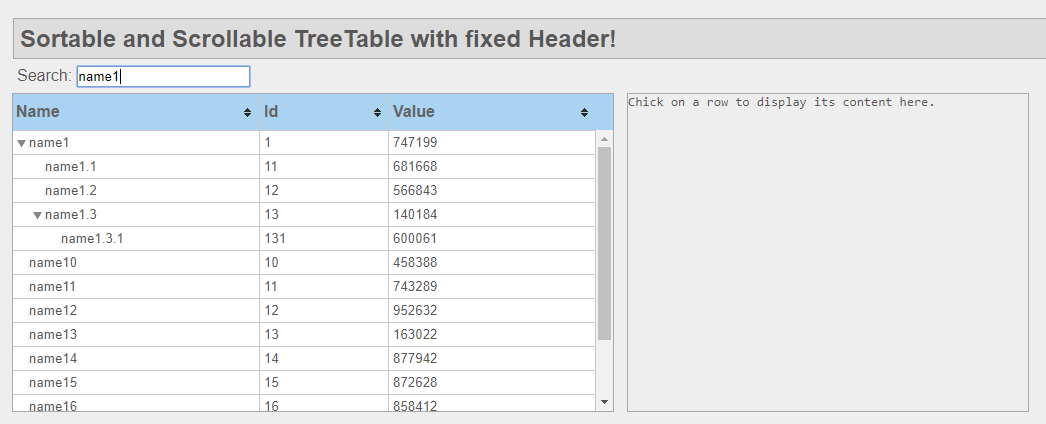 Sortable and Scrollable TreeTable with fixed Header!
Search: name1
Name Id Value
name1 1 747199
name1.1 11 681668
name1.2 12 566843
name1.3 13 140184
name1.3.1 131 600061
name10 10 458388
name11 11 743289
name12 12 952632
name13 13 163022
name14 14 877942
name15 15 872628
name16 16 858412
Chick on a row to display its content here.